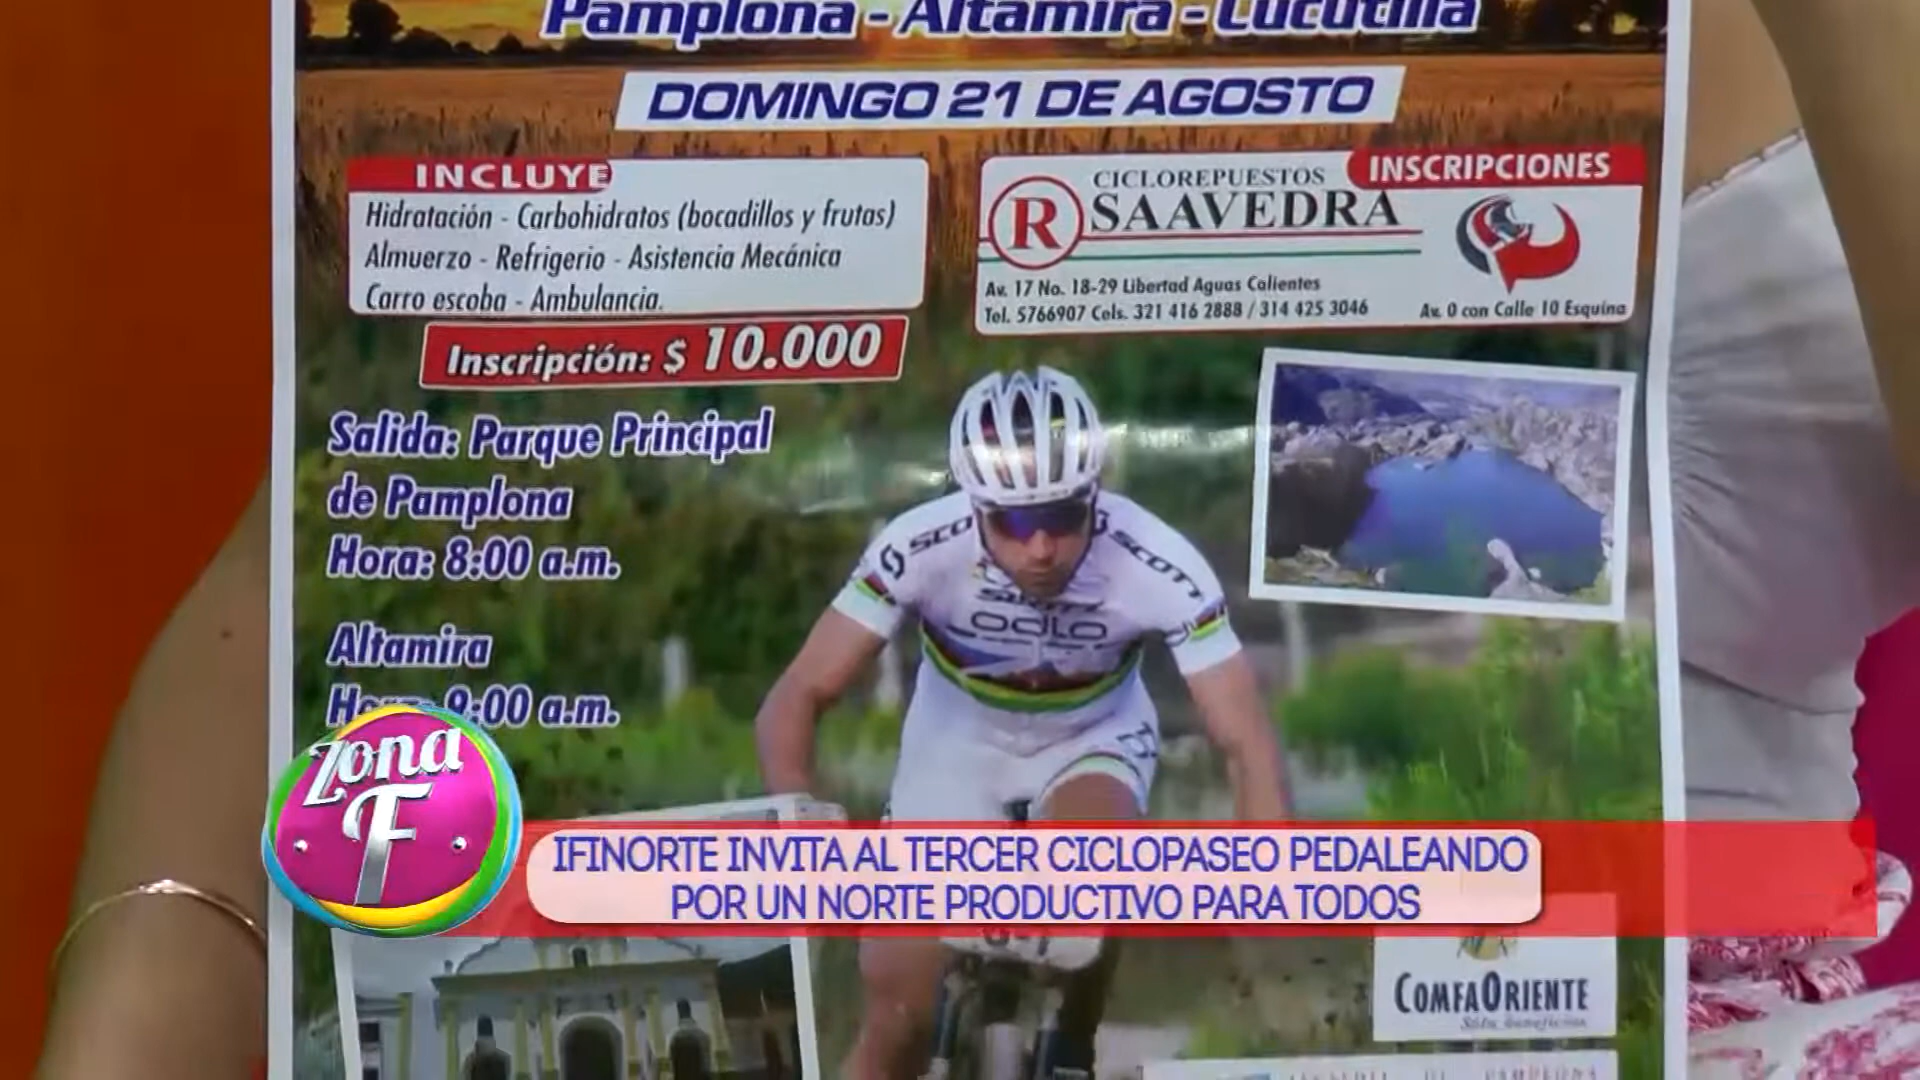 Pamplona - Altamira - Cucutilla
DOMINGO 21 DE AGOSTO
INCLUYE
Hidratación - Carbohidratos (bocadillos y frutas)
Almuerzo - Refrigerio - Asistencia Mecánica
Carro escoba - Ambulancia.
Inscripción: $ 10.000
INSCRIPCIONES
R
CICLOREPUESTOS
SAAVEDRA
Av. 17 No. 18-29 Libertad Aguas Calientes
Tel. 5766907 Cels. 321 416 2888 / 314 425 3046
Av. 0 con Calle 10 Esquina
Salida: Parque Principal
de Pamplona
Hora: 8:00 a.m.
Altamira
Hora: 9:00 a.m.
SCOTT
ODLO
Zona
F
IFINORTE INVITA AL TERCER CICLOPASEO PEDALEANDO
POR UN NORTE PRODUCTIVO PARA TODOS
COMFAORIENTE